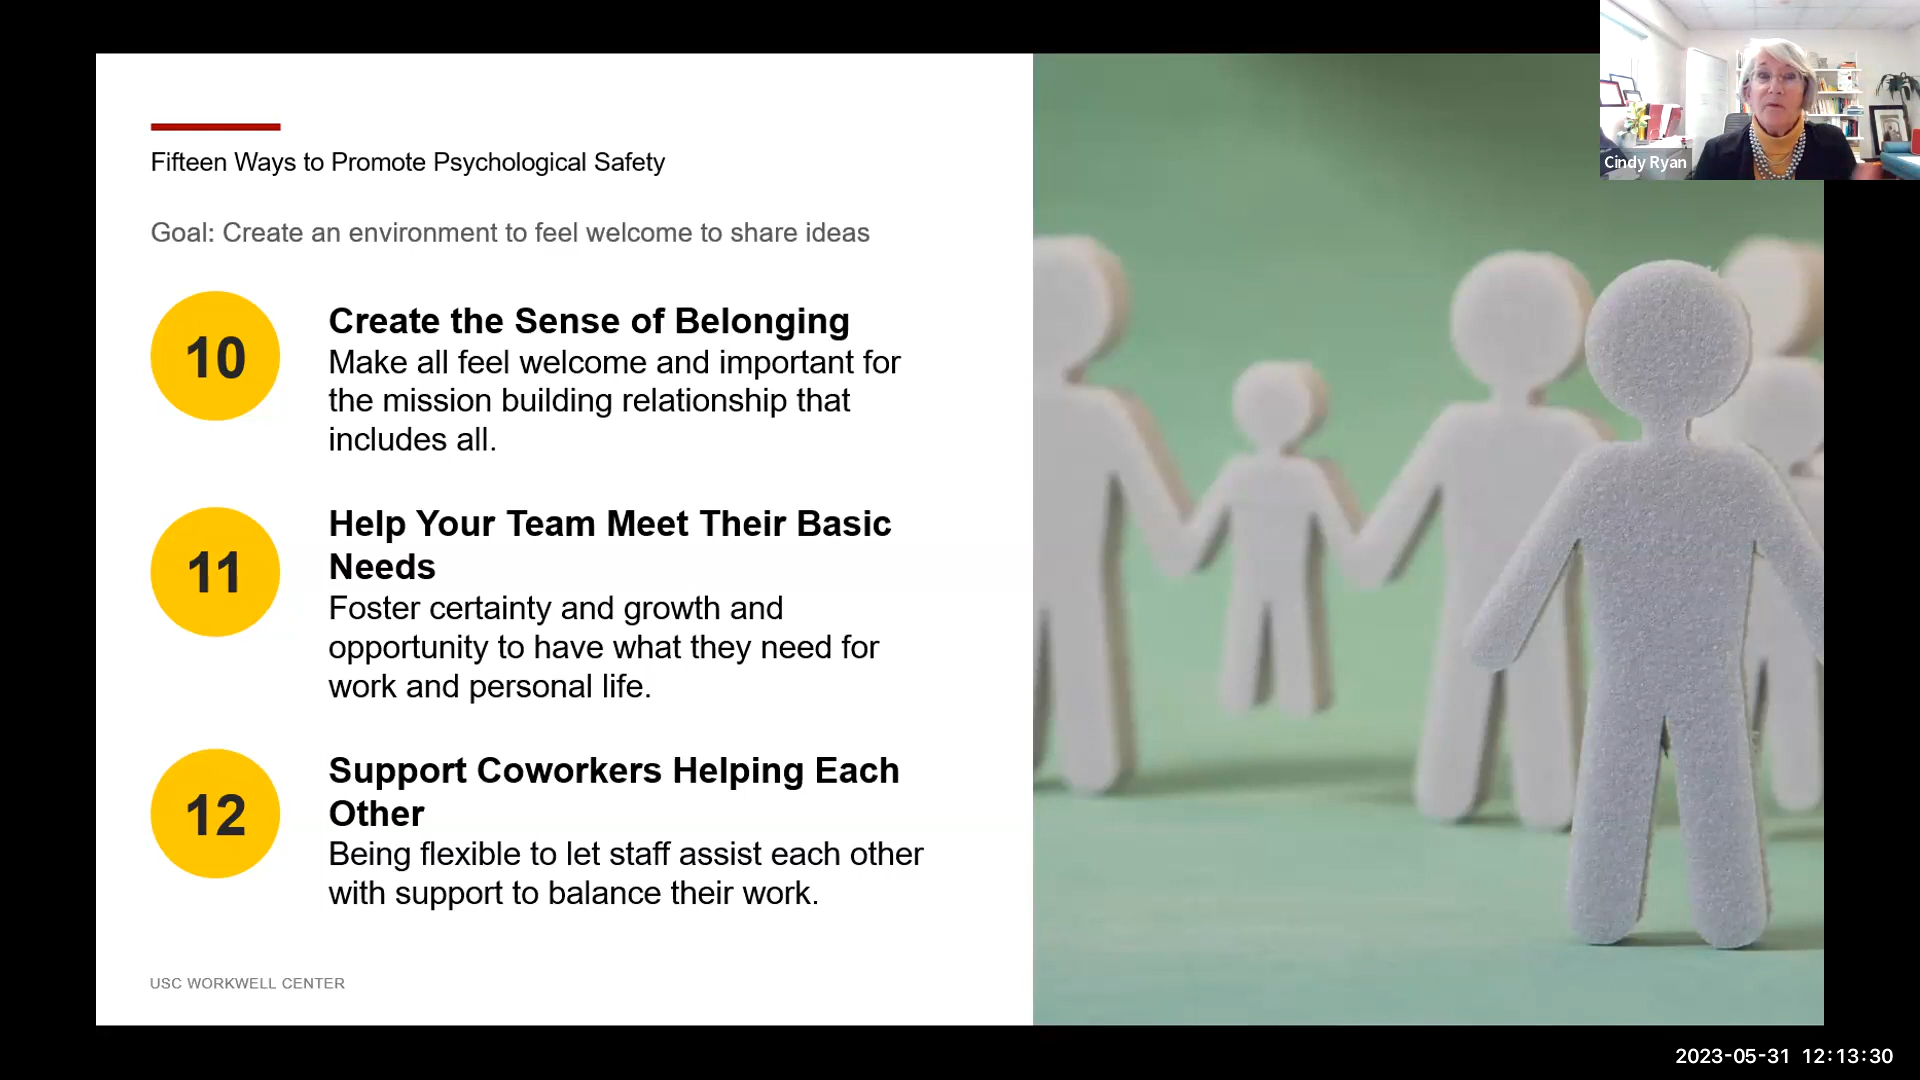 Fifteen Ways to Promote Psychological Safety
Goal: Create an environment to feel welcome to share ideas
10
Create the Sense of Belonging
Make all feel welcome and important for
the mission building relationship that
includes all.
11
Help Your Team Meet Their Basic
Needs
Foster certainty and growth and
opportunity to have what they need for
work and personal life.
12
Support Coworkers Helping Each
Other
Being flexible to let staff assist each other
with support to balance their work.
USC WORKWELL CENTER
Cindy Ryan
2023-05-31 12:13:30